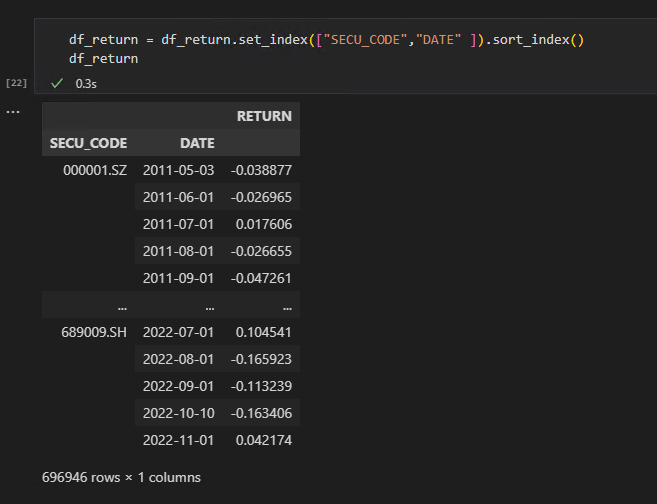 df_return = df_return.set_index(["SECU_CODE","DATE" ]).sort_index()
df_return
[22] 0.3s
...
RETURN
SECU_CODE DATE
000001.SZ 2011-05-03 -0.038877
2011-06-01 -0.026965
2011-07-01 0.017606
2011-08-01 -0.026655
2011-09-01 -0.047261
... ... ...
689009.SH 2022-07-01 0.104541
2022-08-01 -0.165923
2022-09-01 -0.113239
2022-10-10 -0.163406
2022-11-01 0.042174
696946 rows × 1 columns